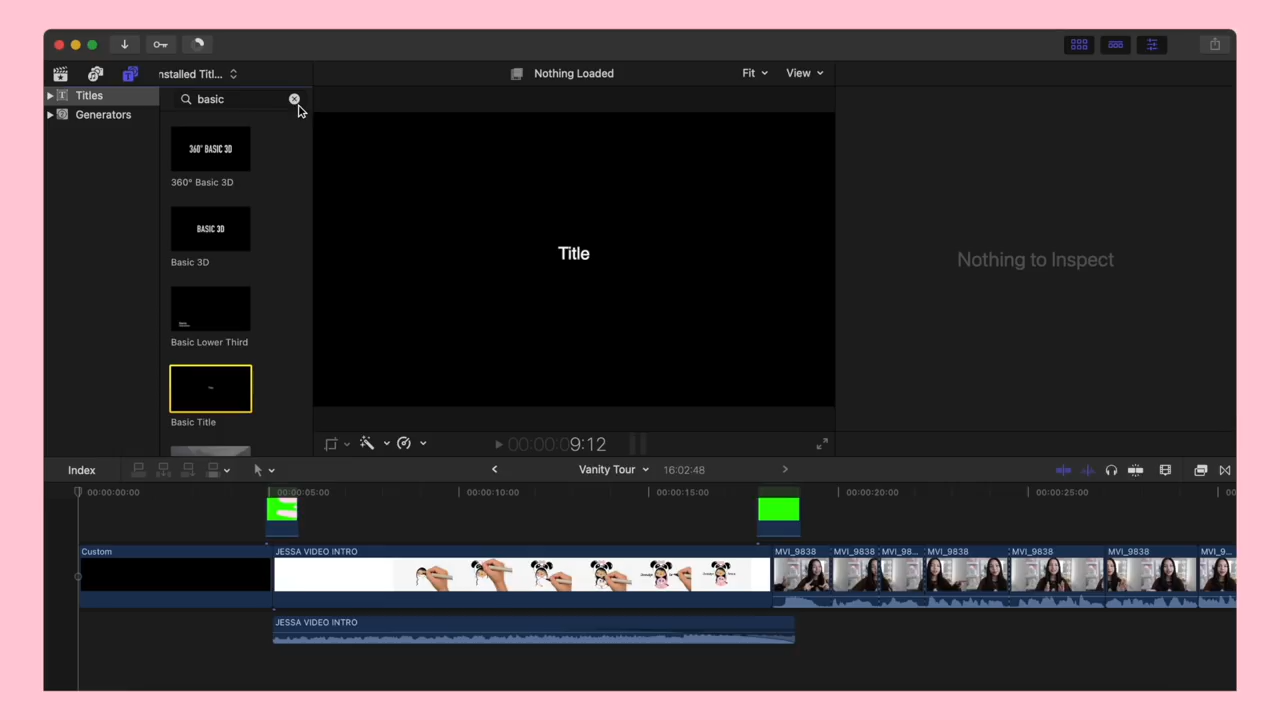 nstalled Titl...
Nothing Loaded
Fit
View
Titles
Generators
basic
360° BASIC 3D
360° Basic 3D
BASIC 3D
Basic 3D
Basic Lower Third
Title
Basic Title
Title
Nothing to Inspect
00:00:09:12
Index
Vanity Tour
16:02:48
00:00:00:00
00:00:05:00
00:00:10:00
00:00:15:00
00:00:20:00
00:00:25:00
00
Custom
JESSA VIDEO INTRO
MVI_9838
MVI_9838
MVI_98...
MVI_9838
MVI_9838
MVI_9838
MVI_9...
JESSA VIDEO INTRO